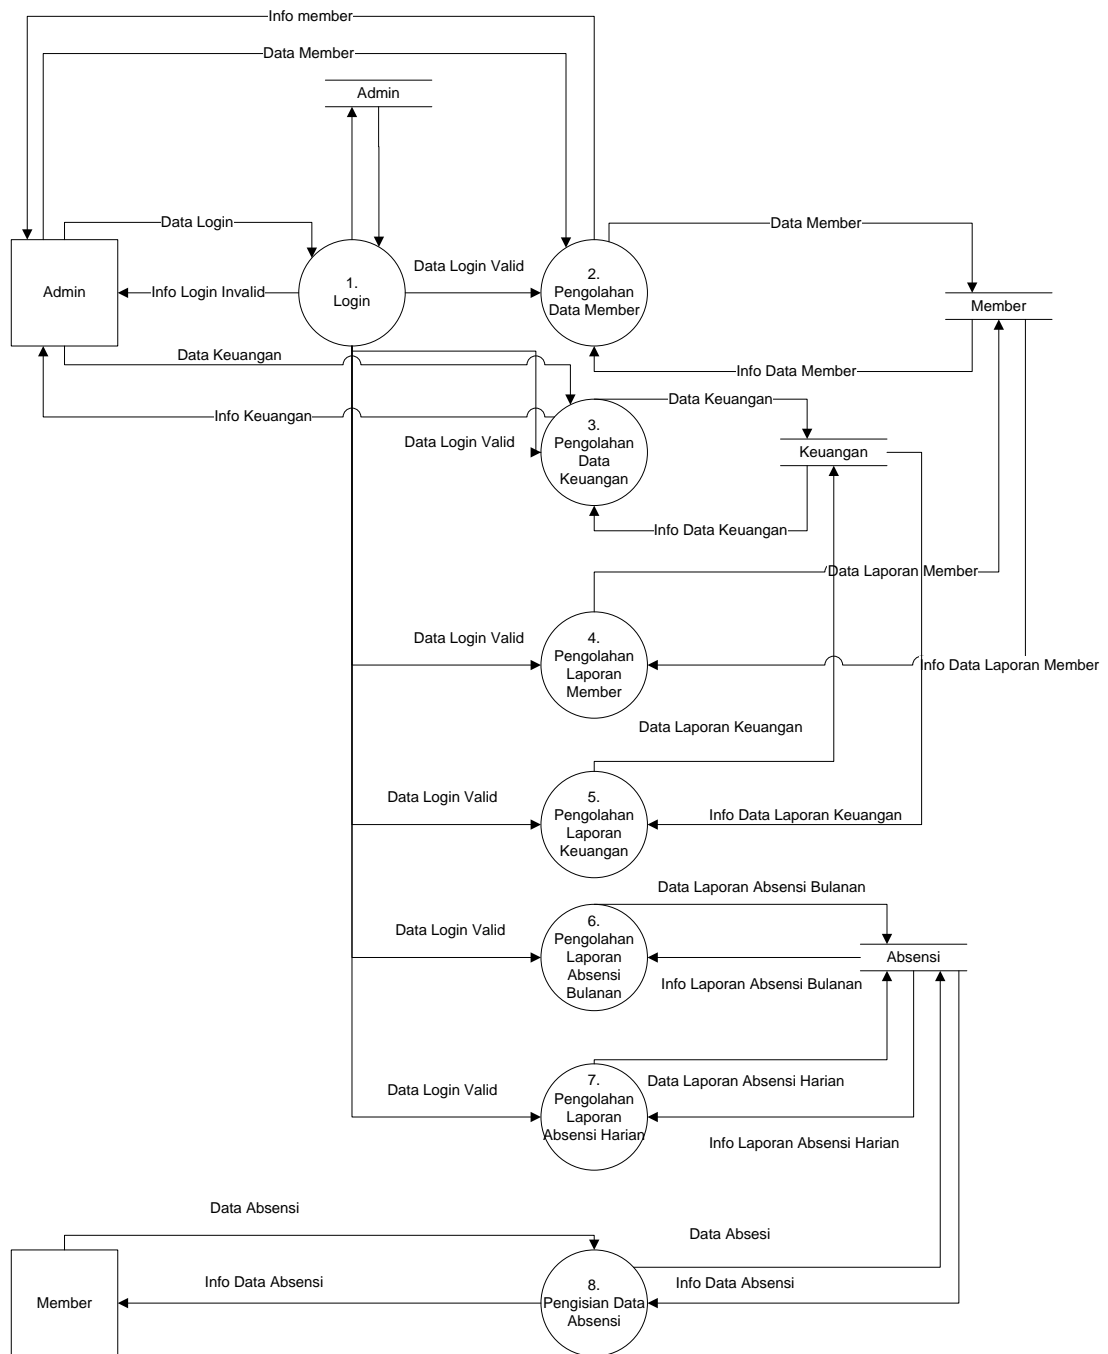 Info member
Data Member
Admin
Data Login
Data Member
Data Login Valid
1.
Login
2.
Pengolahan
Data Member
Admin
Info Login Invalid
Member
Data Keuangan
Info Data Member
Data Keuangan
Info Keuangan
3.
Pengolahan
Data
Keuangan
Data Login Valid
Keuangan
Info Data Keuangan
Data Laporan Member
Data Login Valid
4.
Pengolahan
Laporan
Member
Info Data Laporan Member
Data Laporan Keuangan
Data Login Valid
5.
Pengolahan
Laporan
Keuangan
Info Data Laporan Keuangan
Data Laporan Absensi Bulanan
Data Login Valid
6.
Pengolahan
Laporan
Absensi
Bulanan
Absensi
Info Laporan Absensi Bulanan
Data Login Valid
7.
Pengolahan
Laporan
Absensi Harian
Data Laporan Absensi Harian
Info Laporan Absensi Harian
Data Absensi
Data Absesi
Info Data Absensi
Info Data Absensi
Member
8.
Pengisian Data
Absensi